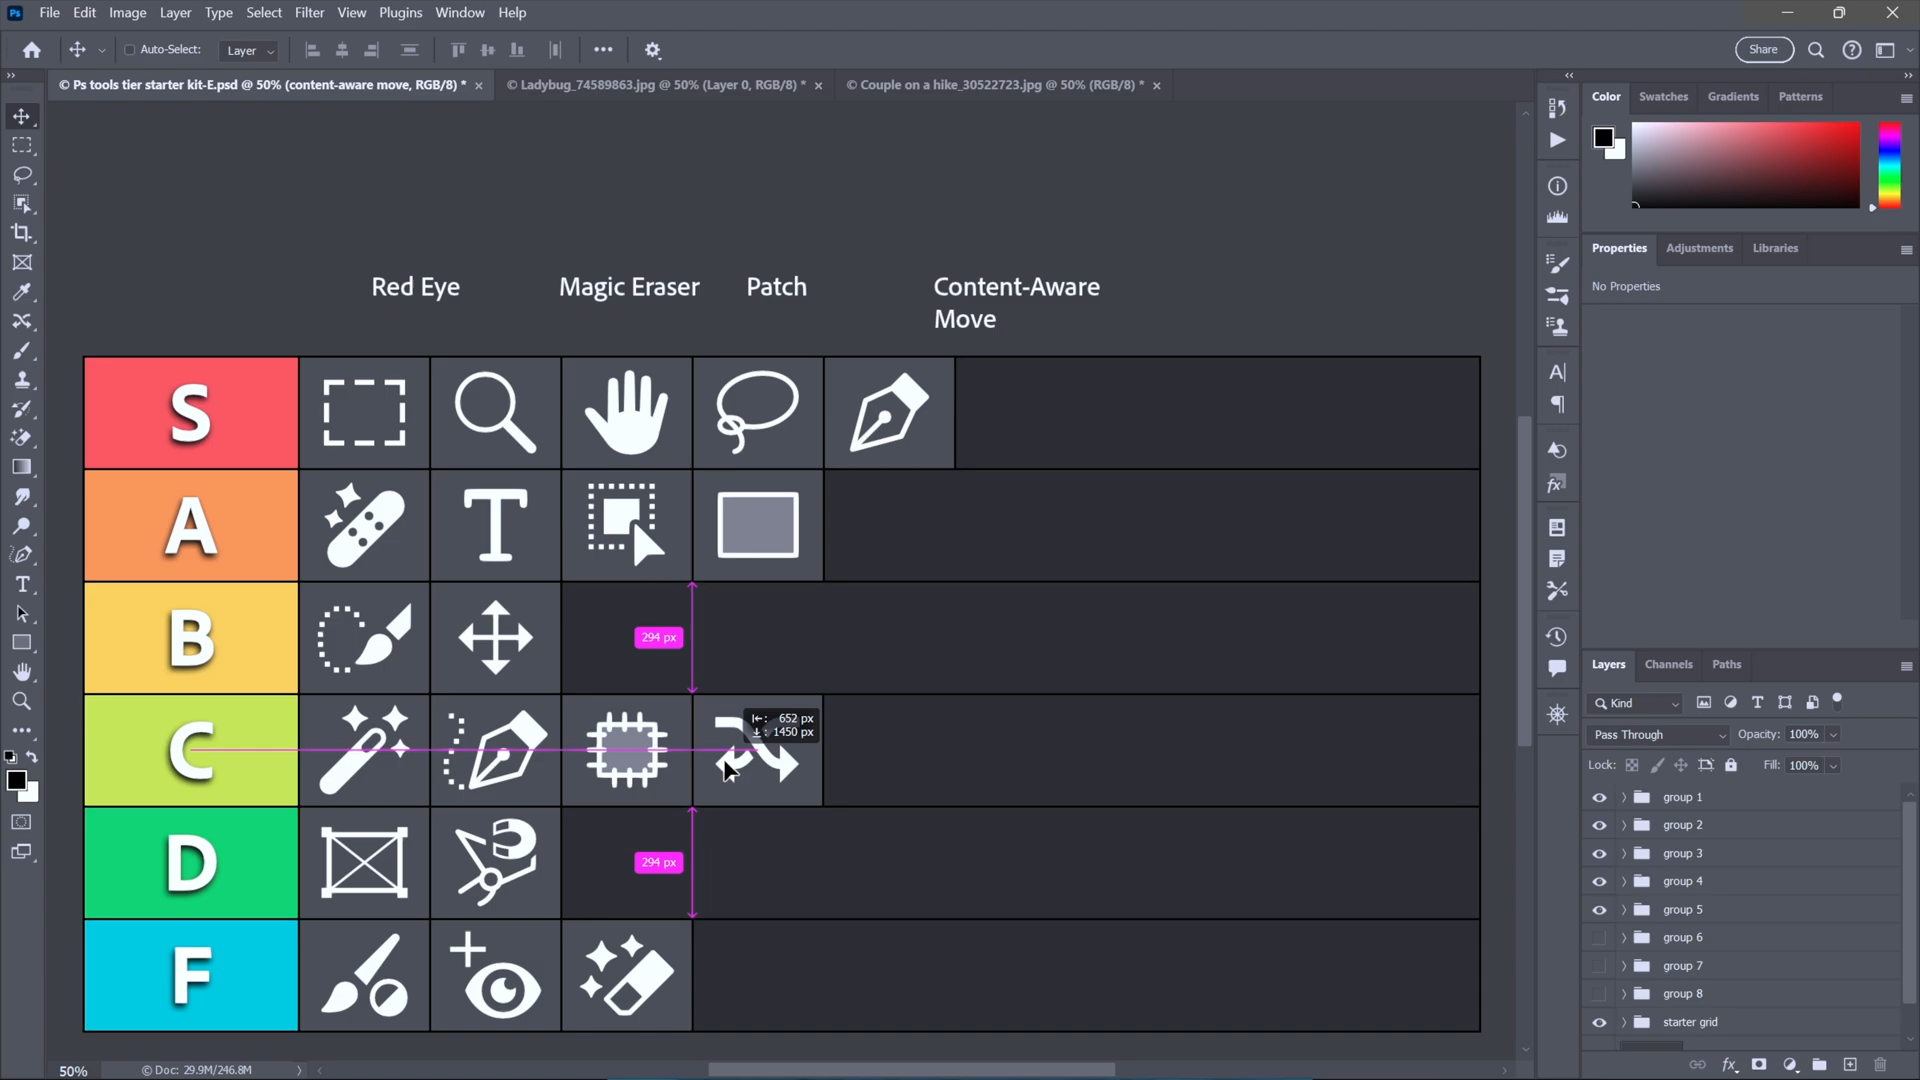 Ps File Edit Image Layer Type Select Filter View Plugins Window Help
Auto-Select: Layer Share
© Ps tools tier starter kit-E.psd @ 50% (content-aware move, RGB/8) * © Ladybug_74589863.jpg @ 50% (Layer 0, RGB/8) * © Couple on a hike_30522723.jpg @ 50% (RGB/8) *
Color Swatches Gradients Patterns
Properties Adjustments Libraries
No Properties
Red Eye Magic Eraser Patch Content-Aware
Move
S
A
T
B
294 px
C
652 px
1450 px
D
294 px
F
Layers Channels Paths
Kind
Pass Through Opacity: 100%
Lock: Fill: 100%
group 1
group 2
group 3
group 4
group 5
group 6
group 7
group 8
starter grid
fx
50% © Doc: 29.9M/246.8M